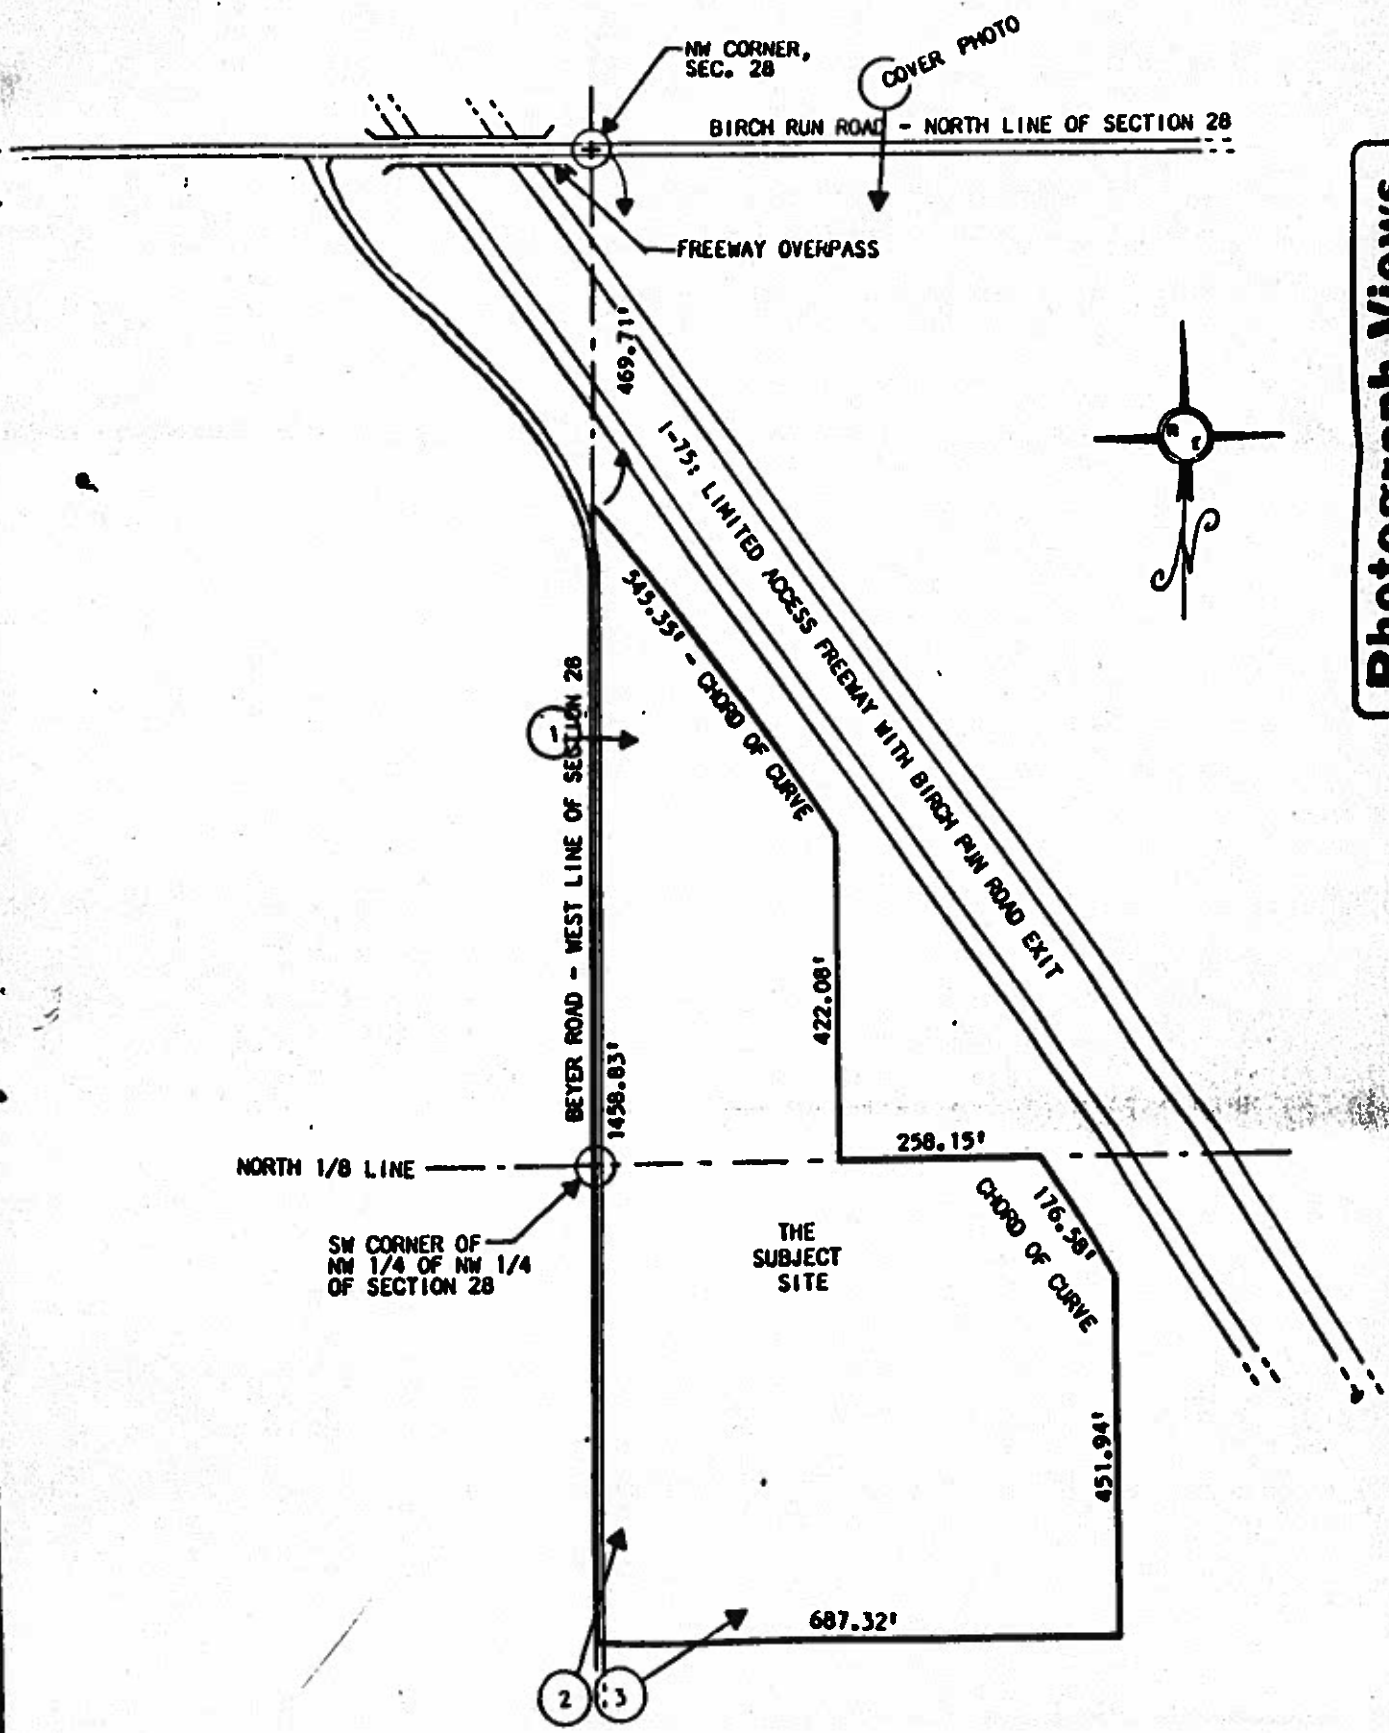 NW CORNER,
SEC. 28
COVER PHOTO
BIRCH RUN ROAD - NORTH LINE OF SECTION 28
FREEWAY OVERPASS
469.71'
I-75: LIMITED ACCESS FREEWAY WITH BIRCH RUN ROAD EXIT
N
545.35' - CHORD OF CURVE
Photograph Views
1
BEYER ROAD - WEST LINE OF SECTION 28
422.08'
1458.83'
258.15'
NORTH 1/8 LINE
176.58'
CHORD OF CURVE
SW CORNER OF
NW 1/4 OF NW 1/4
OF SECTION 28
THE
SUBJECT
SITE
451.94'
687.32'
2
3